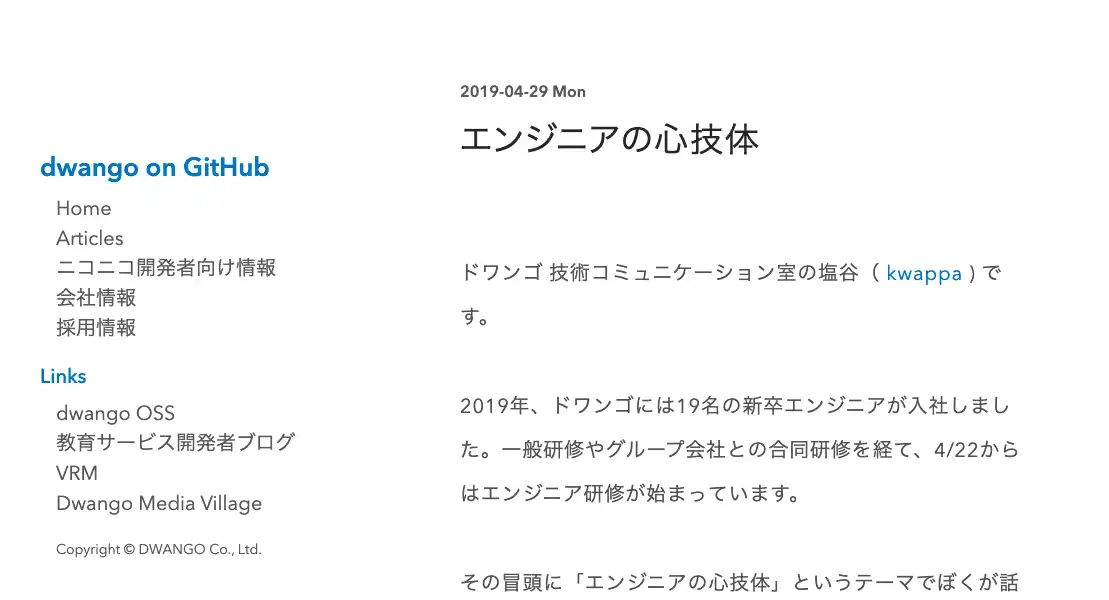 dwango on GitHub
Home
Articles
ニコニコ開発者向け情報
会社情報
採用情報
Links
dwango OSS
教育サービス開発者ブログ
VRM
Dwango Media Village
Copyright © DWANGO Co., Ltd.
2019-04-29 Mon
エンジニアの心技体
ドワンゴ 技術コミュニケーション室の塩谷（ kwappa ) で
す。
2019年、ドワンゴには19名の新卒エンジニアが入社しまし
た。一般研修やグループ会社との合同研修を経て、4/22から
はエンジニア研修が始まっています。
その冒頭に「エンジニアの心技体」というテーマでぼくが話